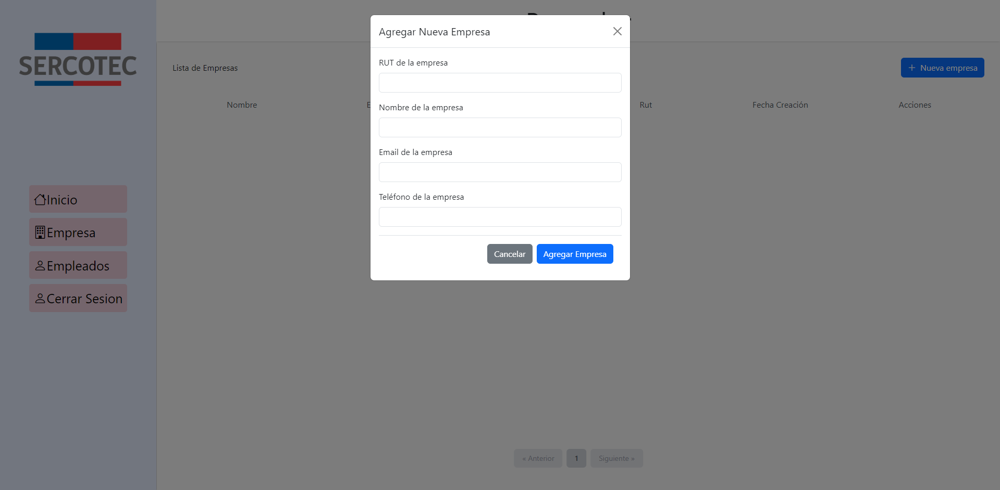 SERCOTEC
Inicio
Empresa
Empleados
Cerrar Sesion
Lista de Empresas
+ Nueva empresa
Nombre
Rut
Fecha Creación
Acciones
Agregar Nueva Empresa
RUT de la empresa
Nombre de la empresa
Email de la empresa
Teléfono de la empresa
Cancelar
Agregar Empresa
« Anterior
1
Siguiente »